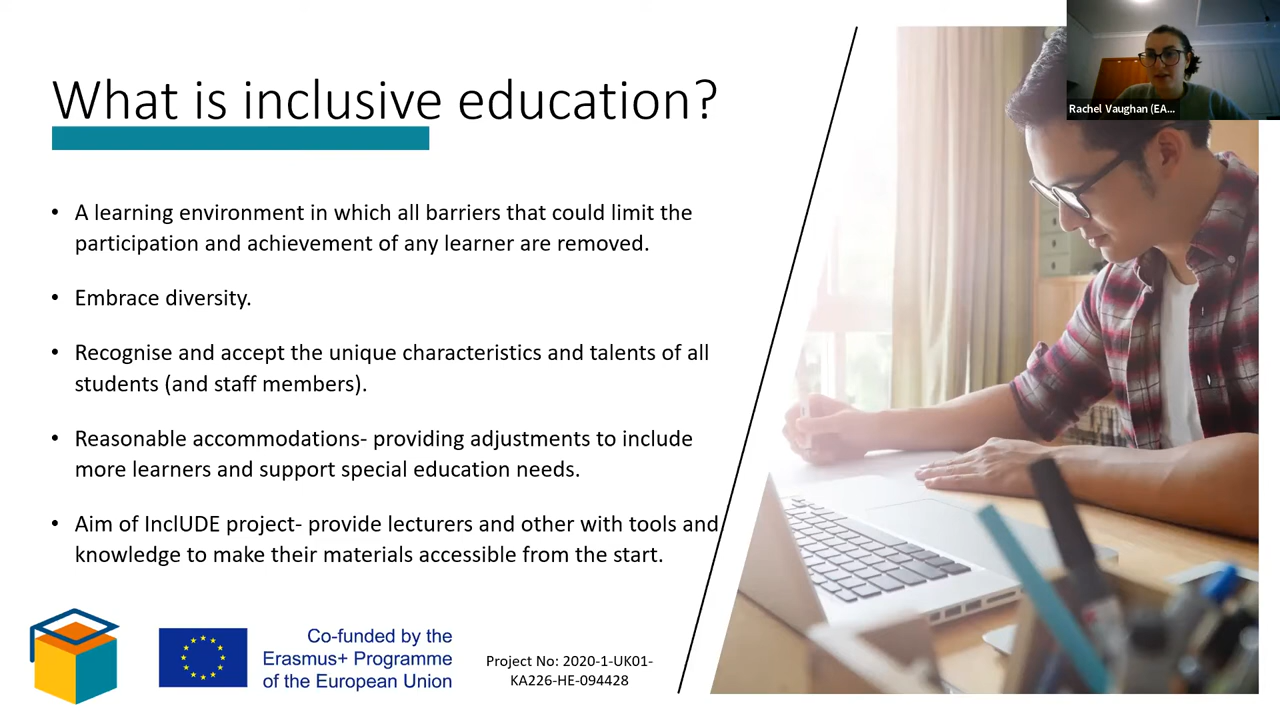 What is inclusive education?
Rachel Vaughan (EA...
• A learning environment in which all barriers that could limit the
participation and achievement of any learner are removed.
• Embrace diversity.
• Recognise and accept the unique characteristics and talents of all
students (and staff members).
• Reasonable accommodations- providing adjustments to include
more learners and support special education needs.
• Aim of InclUDE project- provide lecturers and other with tools and
knowledge to make their materials accessible from the start.
Co-funded by the
Erasmus+ Programme
of the European Union
Project No: 2020-1-UK01-
KA226-HE-094428